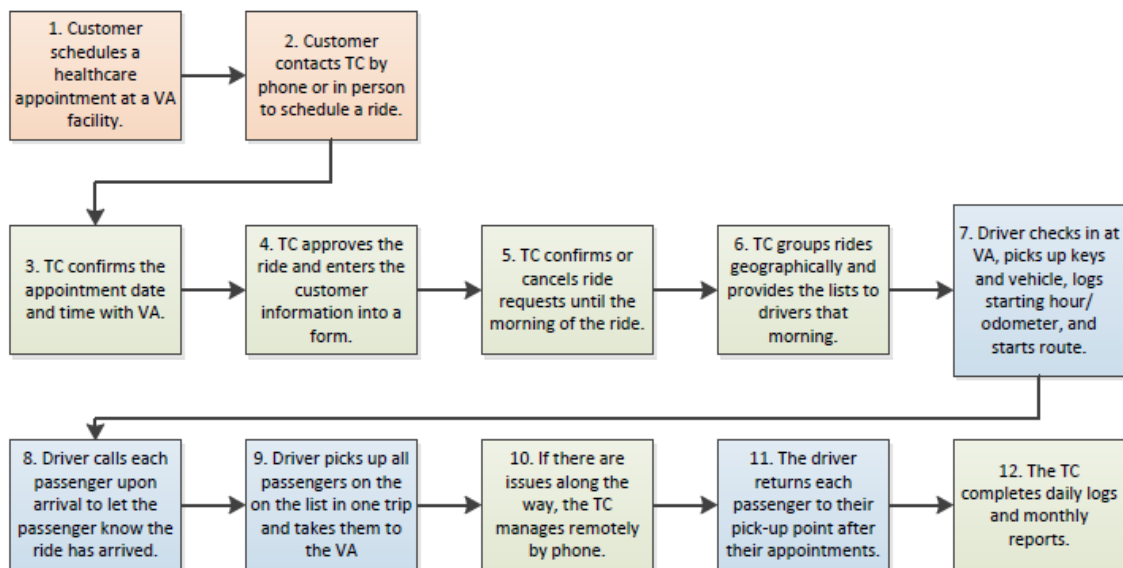 1. Customer
schedules a
healthcare
appointment at a VA
facility.
2. Customer
contacts TC by
phone or in person
to schedule a ride.
3. TC confirms the
appointment date
and time with VA.
4. TC approves the
ride and enters the
customer
information into a
form.
5. TC confirms or
cancels ride
requests until the
morning of the ride.
6. TC groups rides
geographically and
provides the lists to
drivers that
morning.
7. Driver checks in at
VA, picks up keys
and vehicle, logs
starting hour/
odometer, and
starts route.
8. Driver calls each
passenger upon
arrival to let the
passenger know the
ride has arrived.
9. Driver picks up all
passengers on the
on the list in one trip
and takes them to
the VA
10. If there are
issues along the
way, the TC
manages remotely
by phone.
11. The driver
returns each
passenger to their
pick-up point after
their appointments.
12. The TC
completes daily logs
and monthly
reports.